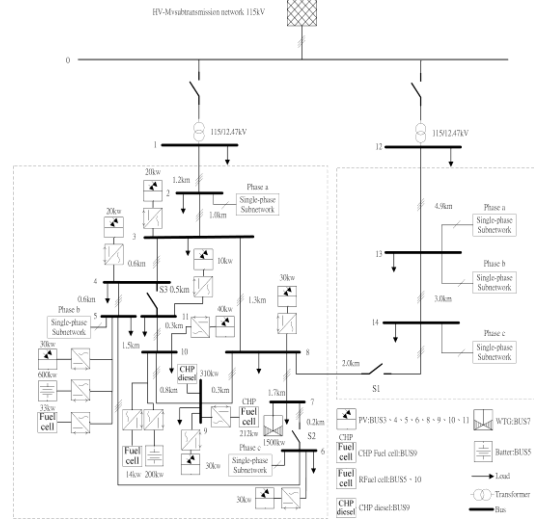 HV-Mvsubtransmission network 115kV
0
115/12.47kV
115/12.47kV
1
12
1.2km
20kw
2
Phase a
Single-phase
Subnetwork
1.0km
4.9km
Phase a
Single-phase
Subnetwork
20kw
3
10kw
13
Phase b
Single-phase
Subnetwork
0.6km
4
S3
0.5km
1.3km
30kw
3.0km
0.6km
Phase b
Single-phase
Subnetwork
5
11
0.3km
40kw
14
Phase c
Single-phase
Subnetwork
1.5km
10
8
2.0km
S1
30kw
600kw
33kw
Fuel
cell
CHP
diesel
310kw
0.8km
0.3km
CHP
Fuel
cell
212kw
1.7km
7
1500kw
0.2km
S2
9
Fuel
cell
14kw
200kw
30kw
Phase c
Single-phase
Subnetwork
6
30kw
PV:BUS3、4、5、6、8、9、10、11
WTG:BUS7
CHP
Fuel
cell
CHP Fuel cell:BUS9
Batter:BUS5
Fuel
cell
RFuel cell:BUS5、10
Load
Transformer
CHP
diesel
CHP diesel:BUS9
Bus